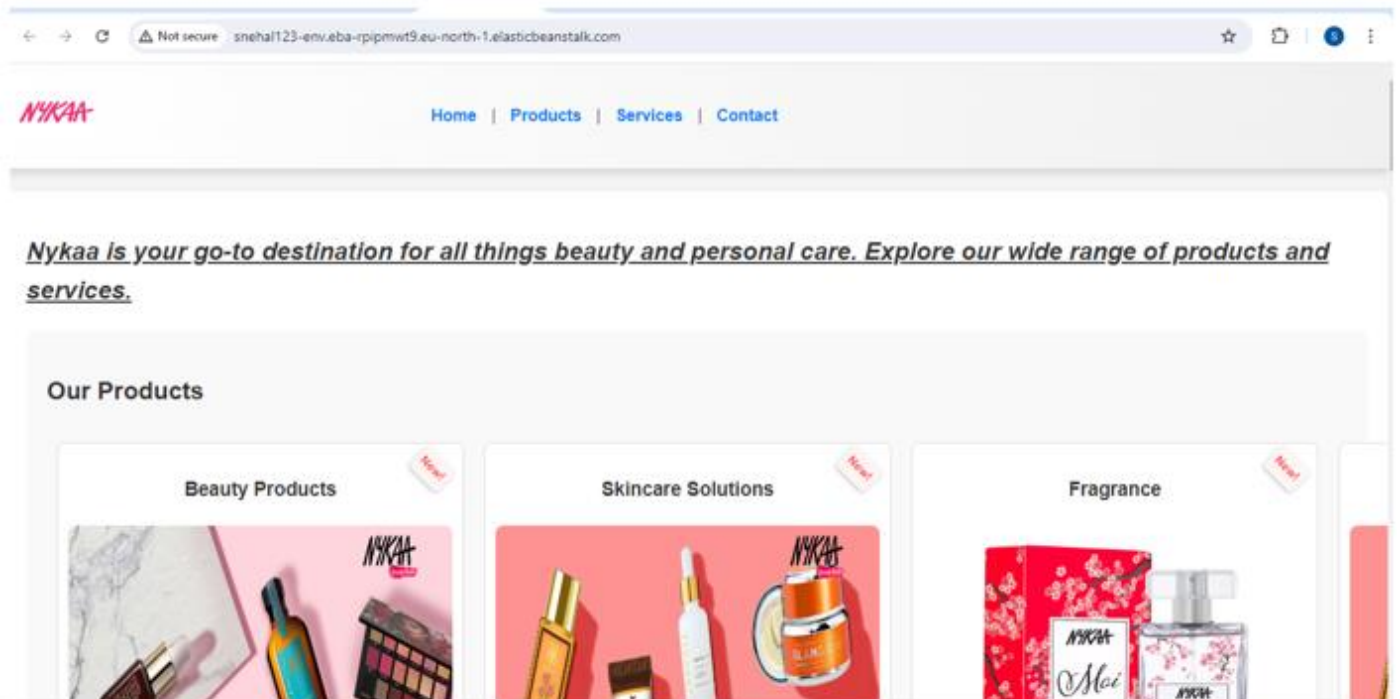 Not secure snehal123-env.eba-rpipmwt9.eu-north-1.elasticbeanstalk.com
S
NYKAA
Home | Products | Services | Contact
Nykaa is your go-to destination for all things beauty and personal care. Explore our wide range of products and
services.
Our Products
New!
New!
New!
Beauty Products
Skincare Solutions
Fragrance
NYKAA
NYKAA
NYKAA
Moi
NYKAA